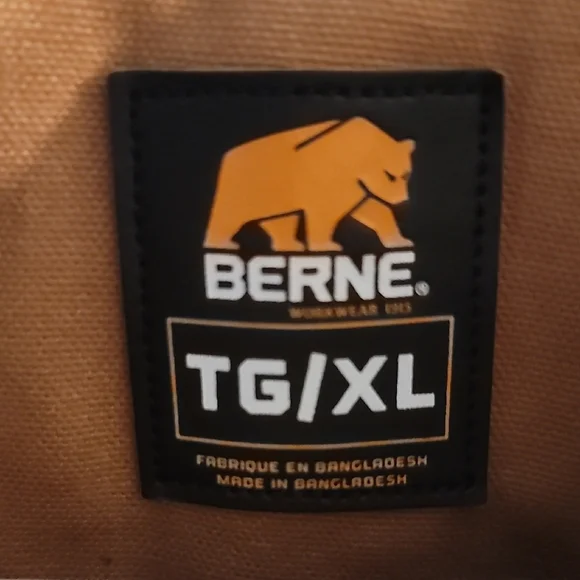 BERNE®
WORKWEAR 1915
TG/XL
FABRIQUE EN BANGLADESH
MADE IN BANGLADESH